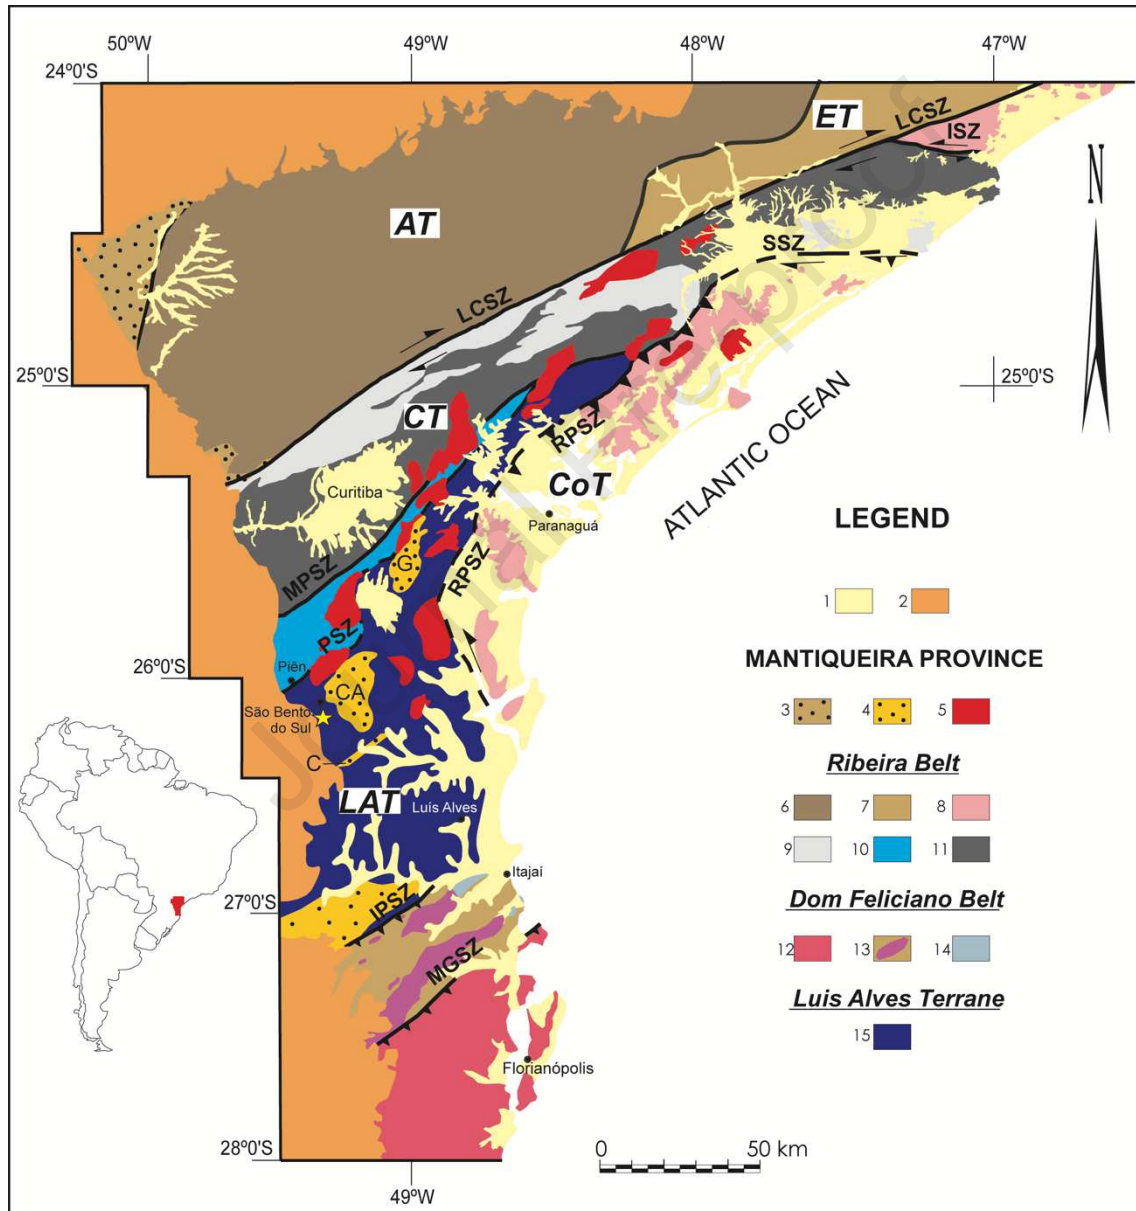 50ºW
49ºW
48ºW
47ºW
24º0'S
ET
LCSZ
ISZ
N
AT
SSZ
LCSZ
25º0'S
25º0'S
CT
RPSZ
ATLANTIC OCEAN
CoT
Curitiba
Paranaguá
LEGEND
G
RPSZ
MPSZ
1
2
PSZ
26º0'S
Piên
MANTIQUEIRA PROVINCE
CA
São Bento
do Sul
3
4
5
C
Ribeira Belt
LAT
Luís Alves
6
7
8
9
10
11
Itajaí
27º0'S
IPSZ
Dom Feliciano Belt
MGSZ
12
13
14
Luis Alves Terrane
15
Florianópolis
28º0'S
0
50 km
49ºW
Journal Pre-proof